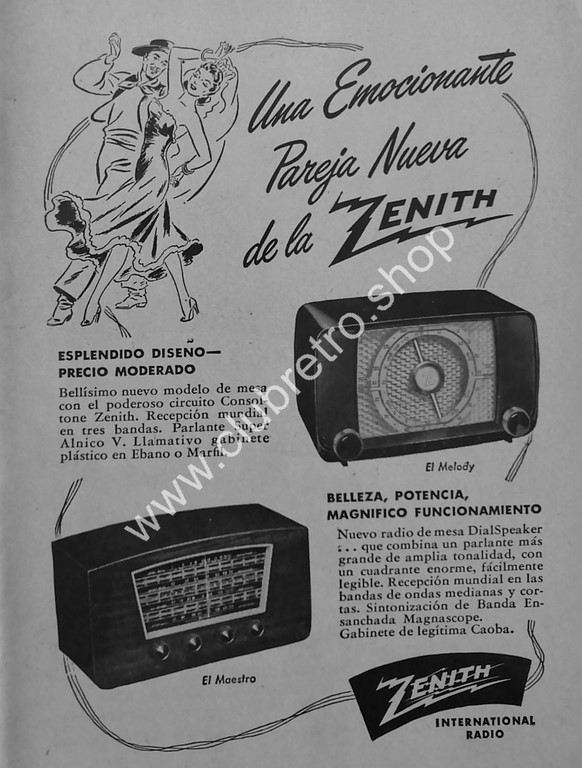 Una Emocionante
Pareja Nueva
de la ZENITH
ESPLENDIDO DISEÑO—
PRECIO MODERADO
Bellísimo nuevo modelo de mesa
con el poderoso circuito Consol-
tone Zenith. Recepción mundial
en tres bandas. Parlante Super
Alnico V. Llamativo gabinete
plástico en Ebano o Marfil.
El Melody
BELLEZA, POTENCIA,
MAGNIFICO FUNCIONAMIENTO
Nuevo radio de mesa DialSpeaker
... que combina un parlante más
grande de amplia tonalidad, con
un cuadrante enorme, fácilmente
legible. Recepción mundial en las
bandas de ondas medianas y cor-
tas. Sintonización de Banda En-
sanchada Magnascope.
Gabinete de legítima Caoba.
El Maestro
ZENITH
INTERNATIONAL
RADIO
www.clubretro.shop